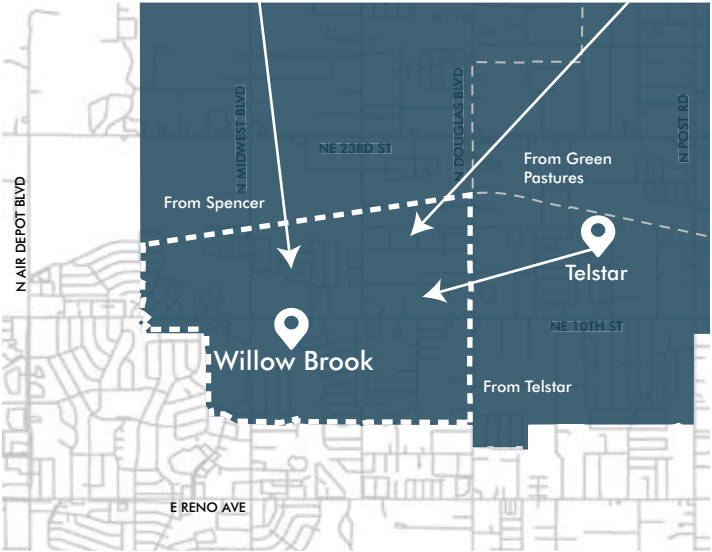 N MIDWEST BLVD
N DOUGLAS BLVD
N POST RD
NE 23RD ST
From Green
Pastures
N AIR DEPOT BLVD
From Spencer
Telstar
NE 10TH ST
Willow Brook
From Telstar
E RENO AVE